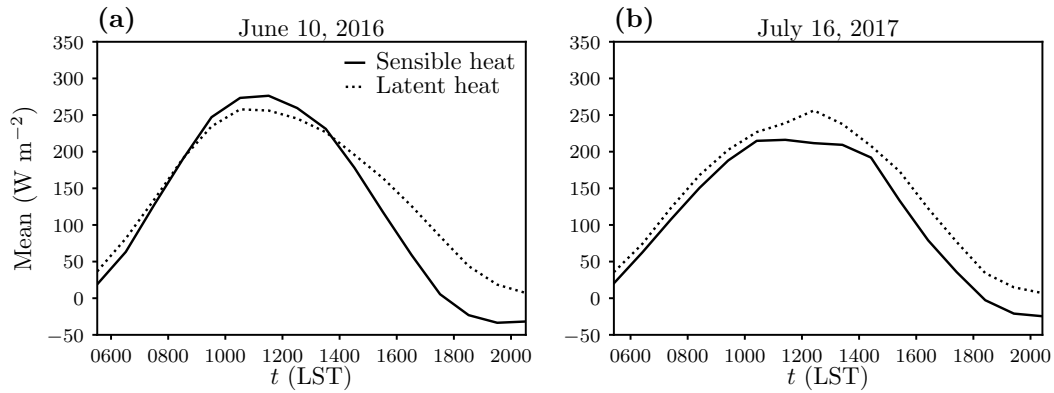 (a)
June 10, 2016
350
300
250
200
150
100
50
0
−50
Mean (W m−2)
Sensible heat
Latent heat
0600 0800 1000 1200 1400 1600 1800 2000
t (LST)
(b)
July 16, 2017
350
300
250
200
150
100
50
0
−50
0600 0800 1000 1200 1400 1600 1800 2000
t (LST)